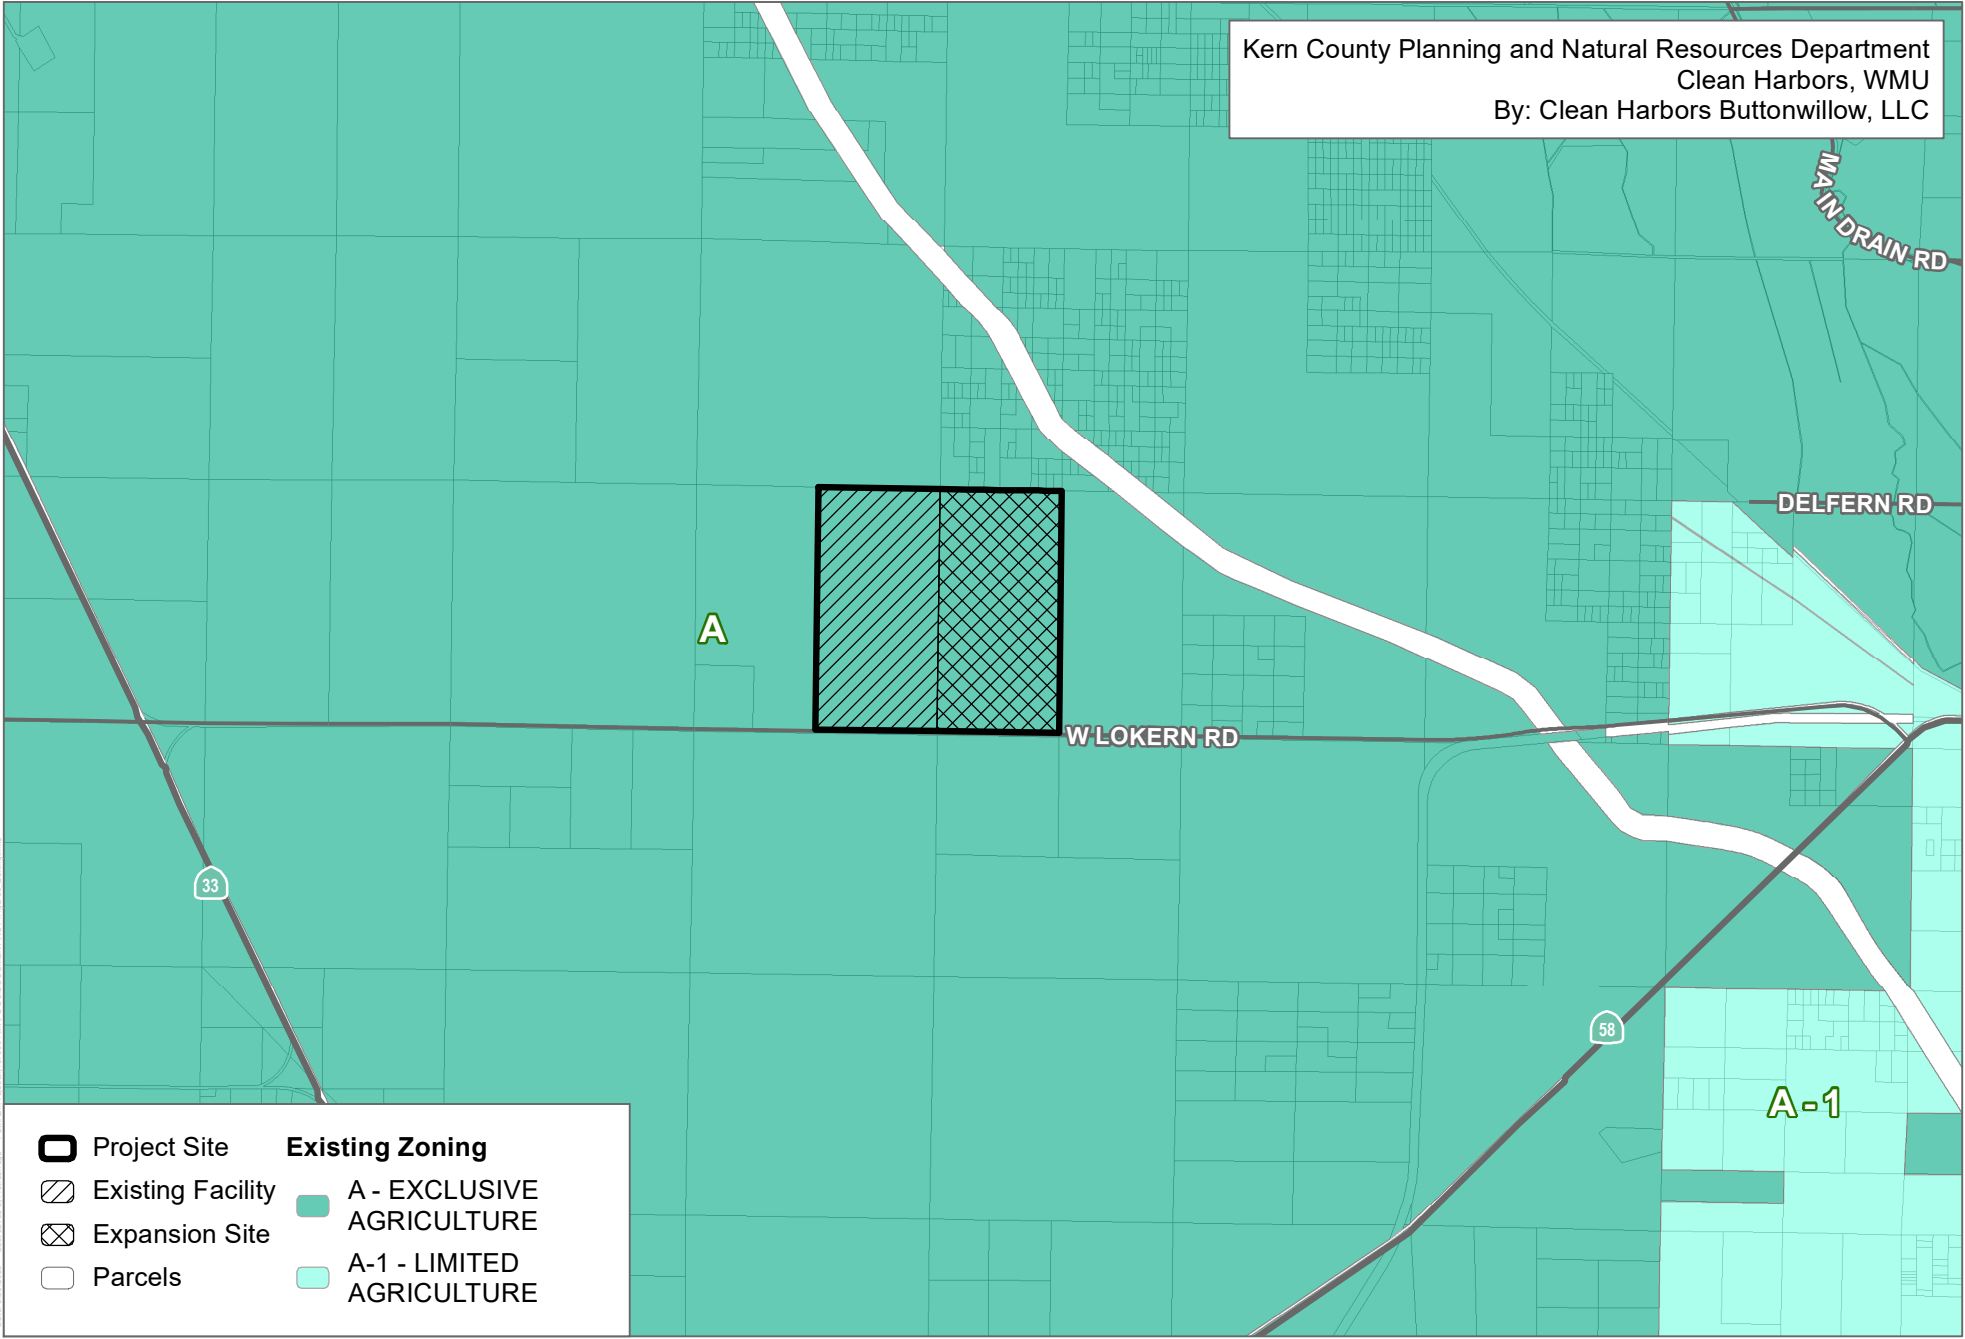 Kern County Planning and Natural Resources Department
Clean Harbors, WMU
By: Clean Harbors Buttonwillow, LLC
MAIN DRAIN RD
DELFERN RD
A
W LOKERN RD
33
58
A - 1
Project Site
Existing Facility
Expansion Site
Parcels
Existing Zoning
A - EXCLUSIVE
AGRICULTURE
A-1 - LIMITED
AGRICULTURE